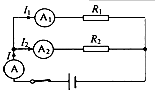 I₁ A₁ R₁
I₂ A₂ R₂
I
A